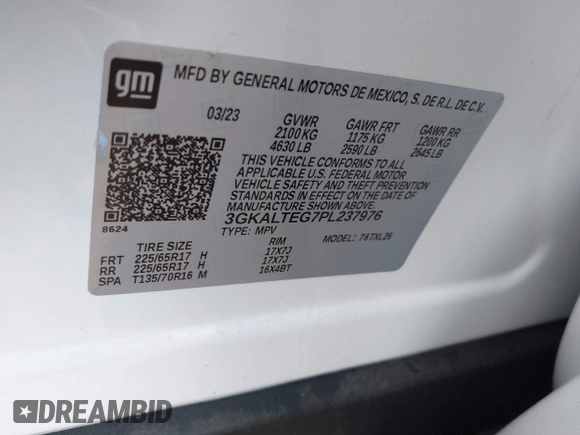 gm
MFD BY GENERAL MOTORS DE MEXICO, S. DE R.L. DE C.V.
03/23 GVWR GAWR FRT GAWR RR
2100 KG 1175 KG 1200 KG
4630 LB 2590 LB 2645 LB
THIS VEHICLE CONFORMS TO ALL
APPLICABLE U.S. FEDERAL MOTOR
VEHICLE SAFETY AND THEFT PREVENTION
STANDARDS IN EFFECT ON THE DATE OF
MANUFACTURE SHOWN ABOVE.
3GKALTEG7PL237976
8624
TYPE: MPV MODEL: 76TXL26
TIRE SIZE RIM
FRT 225/65R17 H 17X7J
RR 225/65R17 H 17X7J
SPA T135/70R16 M 16X4BT
DREAMBID